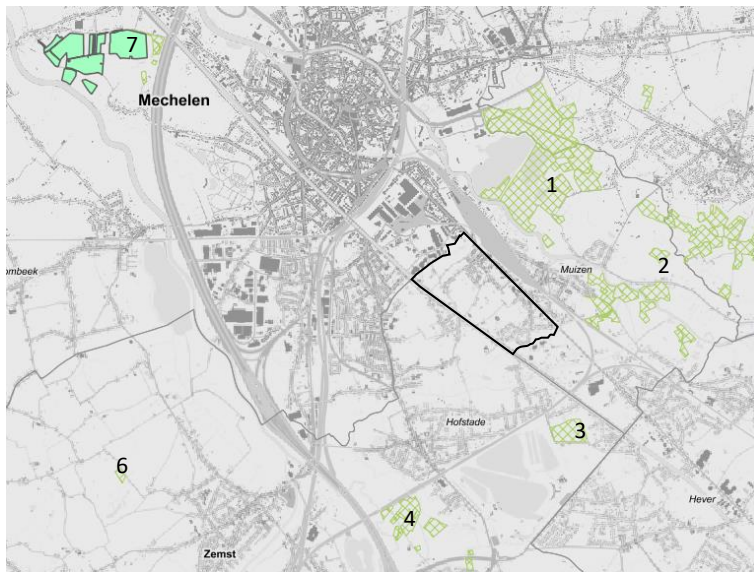 7
Mechelen
1
2
Muizen
ombeek
Hofstade
3
6
4
Hever
Zemst